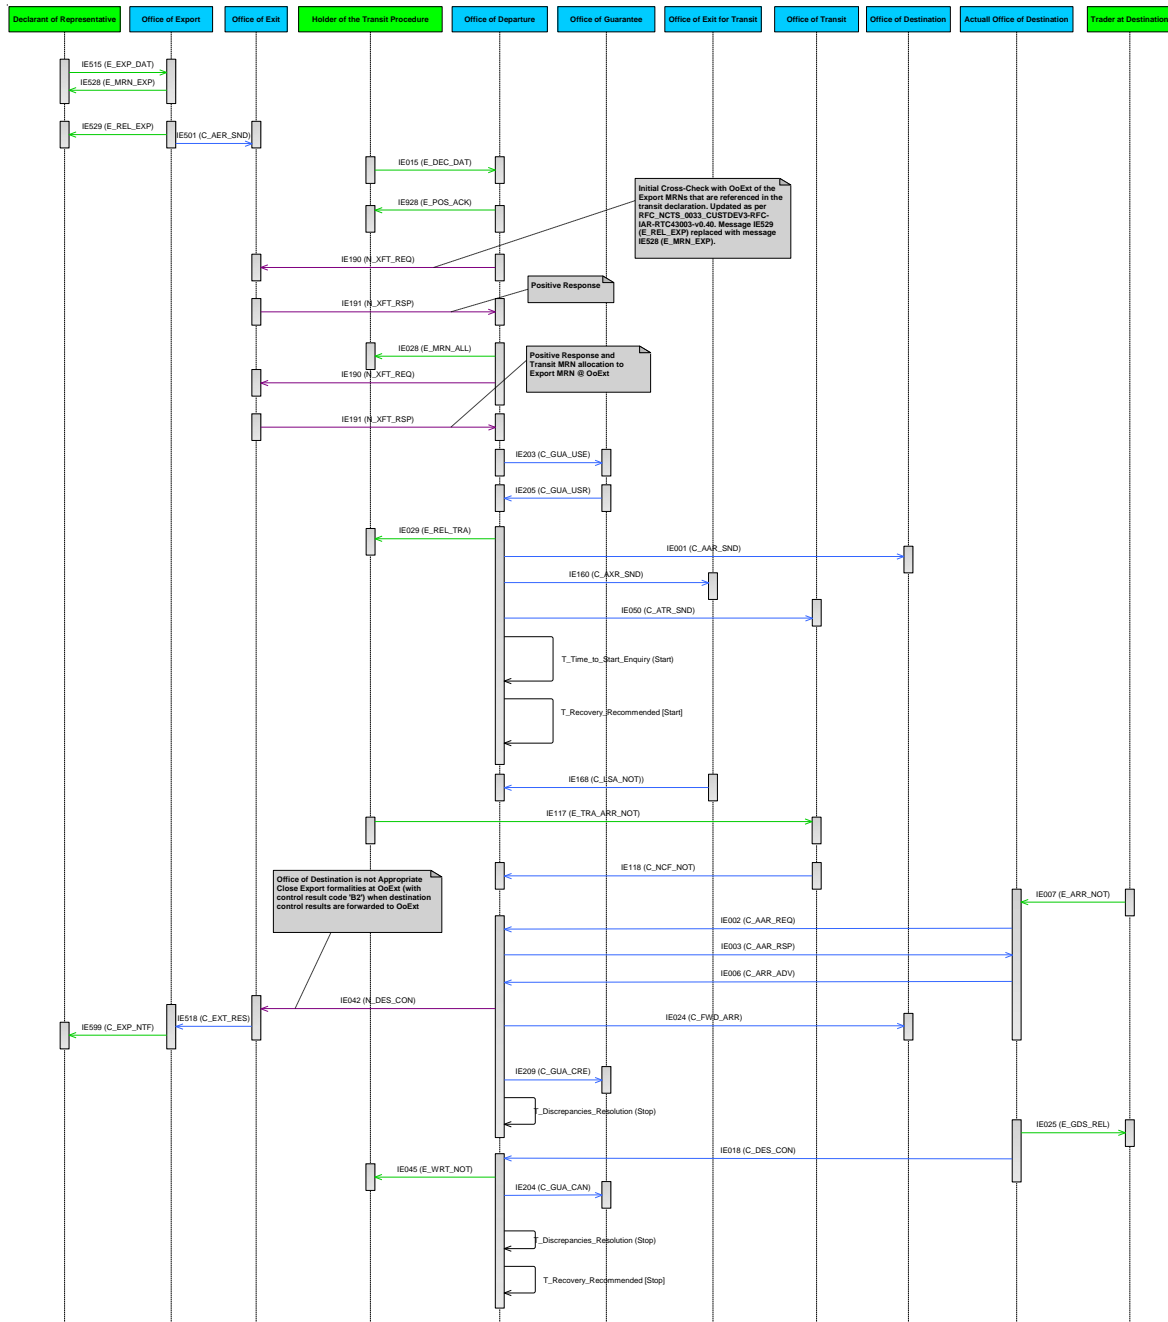 Declarant of Representative
Office of Export
Office of Exit
Holder of the Transit Procedure
Office of Departure
Office of Guarantee
Office of Exit for Transit
Office of Transit
Office of Destination
Actuall Office of Destination
Trader at Destination
IE515 (E_EXP_DAT)
IE528 (E_MRN_EXP)
IE529 (E_REL_EXP)
IE501 (C_AER_SND)
IE015 (E_DEC_DAT)
Initial Cross-Check with OoExt of the
Export MRNs that are referenced in the
transit declaration. Updated as per
RFC_NCTS_0033_CUSTDEV3-RFC-
IAR-RTC43003-v0.40. Message IE529
(E_REL_EXP) replaced with message
IE528 (E_MRN_EXP).
IE928 (E_POS_ACK)
IE190 (N_XFT_REQ)
Positive Response
IE191 (N_XFT_RSP)
IE028 (E_MRN_ALL)
Positive Response and
Transit MRN allocation to
Export MRN @ OoExt
IE190 (N_XFT_REQ)
IE191 (N_XFT_RSP)
IE203 (C_GUA_USE)
IE205 (C_GUA_USR)
IE029 (E_REL_TRA)
IE001 (C_AAR_SND)
IE160 (C_AXR_SND)
IE050 (C_ATR_SND)
T_Time_to_Start_Enquiry (Start)
T_Recovery_Recommended [Start]
IE168 (C_LSA_NOT))
IE117 (E_TRA_ARR_NOT)
IE118 (C_NCF_NOT)
Office of Destination is not Appropriate
Close Export formalities at OoExt (with
control result code 'B2') when destination
control results are forwarded to OoExt
IE007 (E_ARR_NOT)
IE002 (C_AAR_REQ)
IE003 (C_AAR_RSP)
IE006 (C_ARR_ADV)
IE042 (N_DES_CON)
IE518 (C_EXT_RES)
IE024 (C_FWD_ARR)
IE599 (C_EXP_NTF)
IE209 (C_GUA_CRE)
T_Discrepancies_Resolution (Stop)
IE025 (E_GDS_REL)
IE018 (C_DES_CON)
IE045 (E_WRT_NOT)
IE204 (C_GUA_CAN)
T_Discrepancies_Resolution (Stop)
T_Recovery_Recommended [Stop]